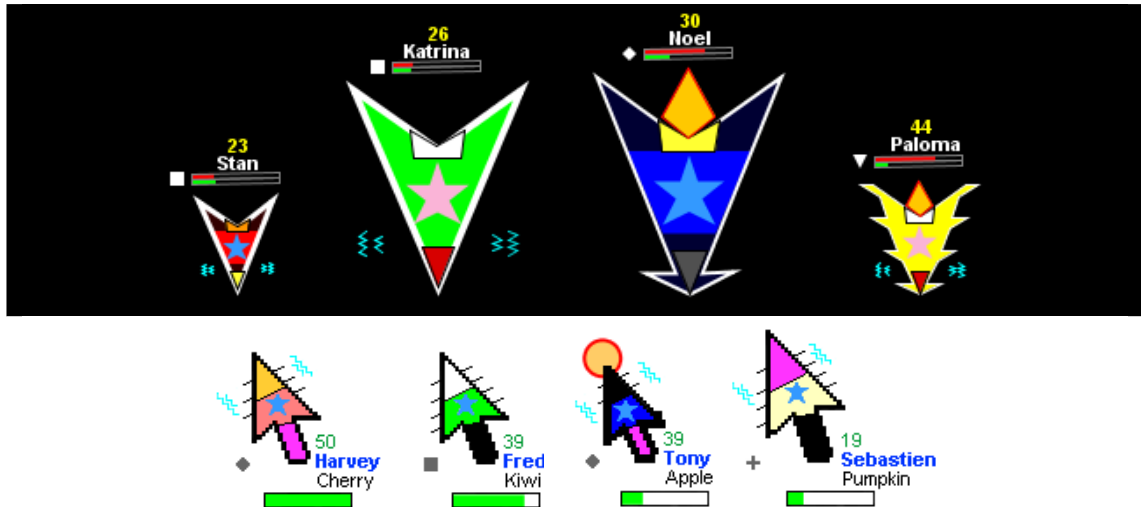 23
Stan
26
Katrina
30
Noel
44
Paloma
50
Harvey
Cherry
39
Fred
Kiwi
39
Tony
Apple
19
Sebastien
Pumpkin